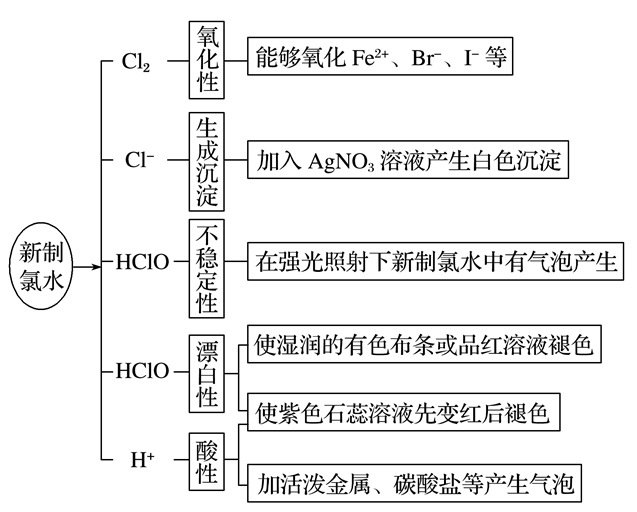 新制
氯水
Cl₂
氧化性
能够氧化 Fe²⁺、Br⁻、I⁻ 等
Cl⁻
生成沉淀
加入 AgNO₃ 溶液产生白色沉淀
HClO
不稳定性
在强光照射下新制氯水中有气泡产生
HClO
漂白性
使湿润的有色布条或品红溶液褪色
使紫色石蕊溶液先变红后褪色
H⁺
酸性
加活泼金属、碳酸盐等产生气泡